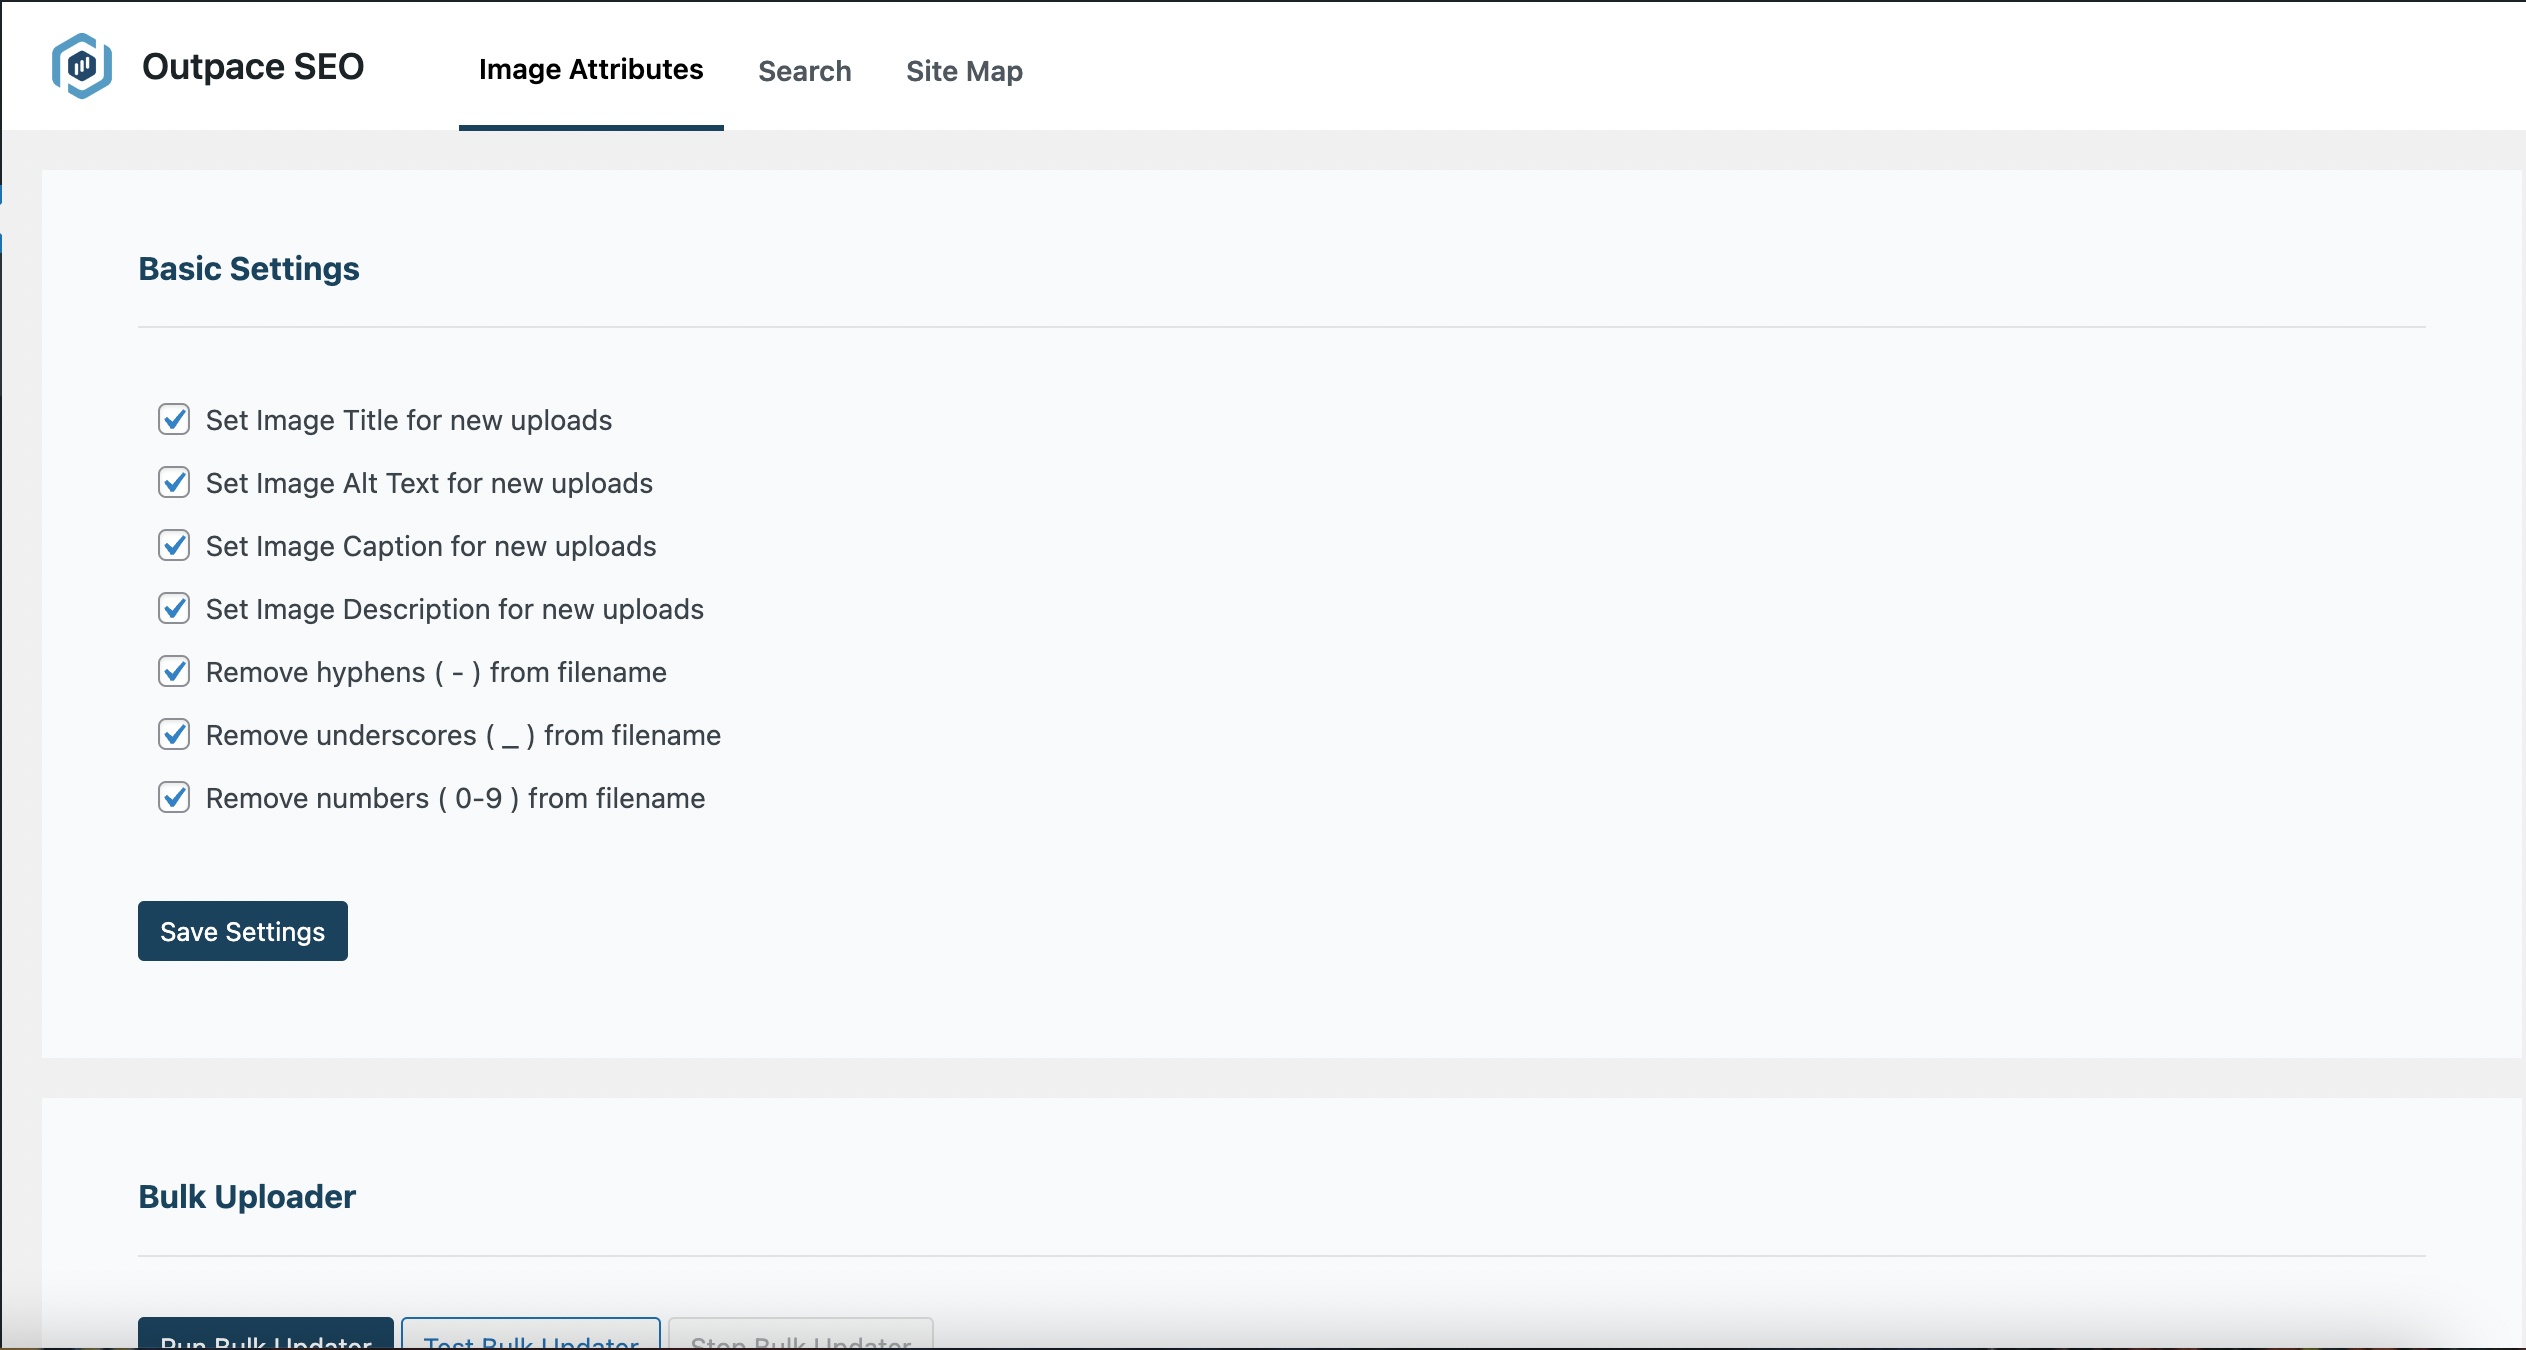 Outpace SEO
Image Attributes
Search
Site Map
Basic Settings
Set Image Title for new uploads
Set Image Alt Text for new uploads
Set Image Caption for new uploads
Set Image Description for new uploads
Remove hyphens ( - ) from filename
Remove underscores ( _ ) from filename
Remove numbers ( 0-9 ) from filename
Save Settings
Bulk Uploader
Run Bulk Updater
Test Bulk Updater
Stop Bulk Updater